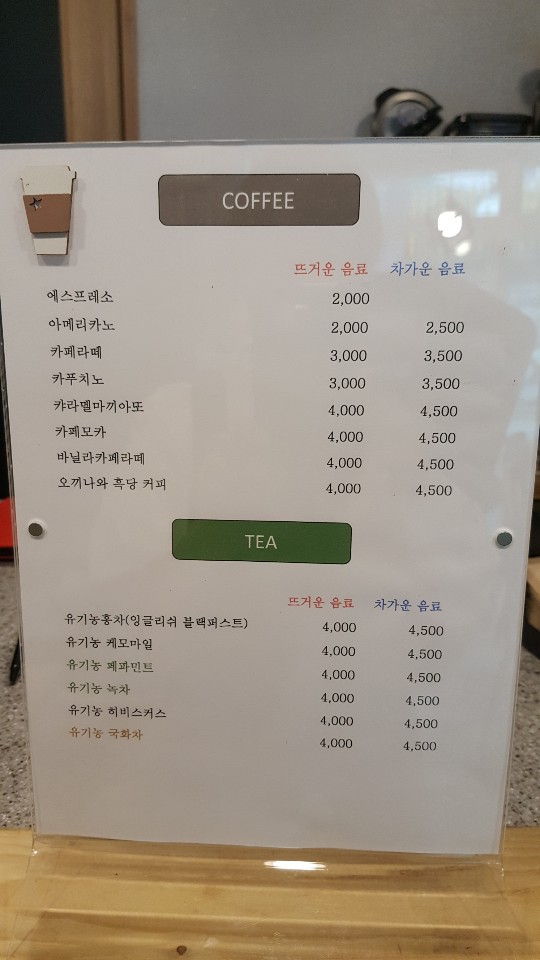 COFFEE
뜨거운 음료 차가운 음료
에스프레소 2,000
아메리카노 2,000 2,500
카페라떼 3,000 3,500
카푸치노 3,000 3,500
캬라멜마끼아또 4,000 4,500
카페모카 4,000 4,500
바닐라카페라떼 4,000 4,500
오끼나와 흑당 커피 4,000 4,500
TEA
뜨거운 음료 차가운 음료
유기농홍차(잉글리쉬 블랙퍼스트) 4,000 4,500
유기농 케모마일 4,000 4,500
유기농 페파민트 4,000 4,500
유기농 녹차 4,000 4,500
유기농 히비스커스 4,000 4,500
유기농 국화차 4,000 4,500